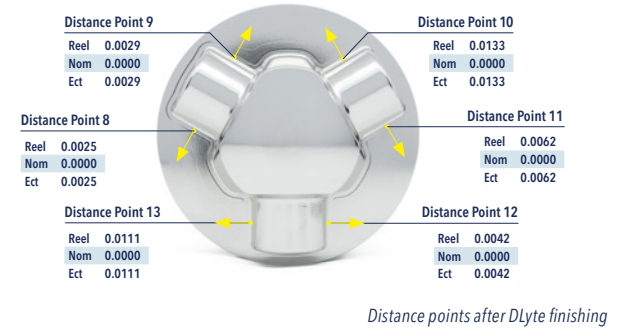 Distance Point 9
Reel 0.0029
Nom 0.0000
Ect 0.0029
Distance Point 10
Reel 0.0133
Nom 0.0000
Ect 0.0133
Distance Point 8
Reel 0.0025
Nom 0.0000
Ect 0.0025
Distance Point 11
Reel 0.0062
Nom 0.0000
Ect 0.0062
Distance Point 13
Reel 0.0111
Nom 0.0000
Ect 0.0111
Distance Point 12
Reel 0.0042
Nom 0.0000
Ect 0.0042
Distance points after DLyte finishing